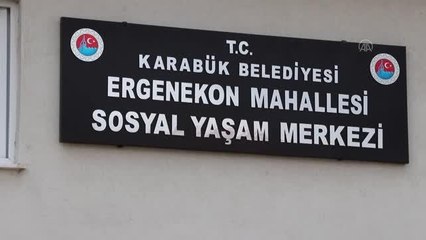 T.C.
KARABÜK BELEDİYESİ
ERGENEKON MAHALLESİ
SOSYAL YAŞAM MERKEZİ